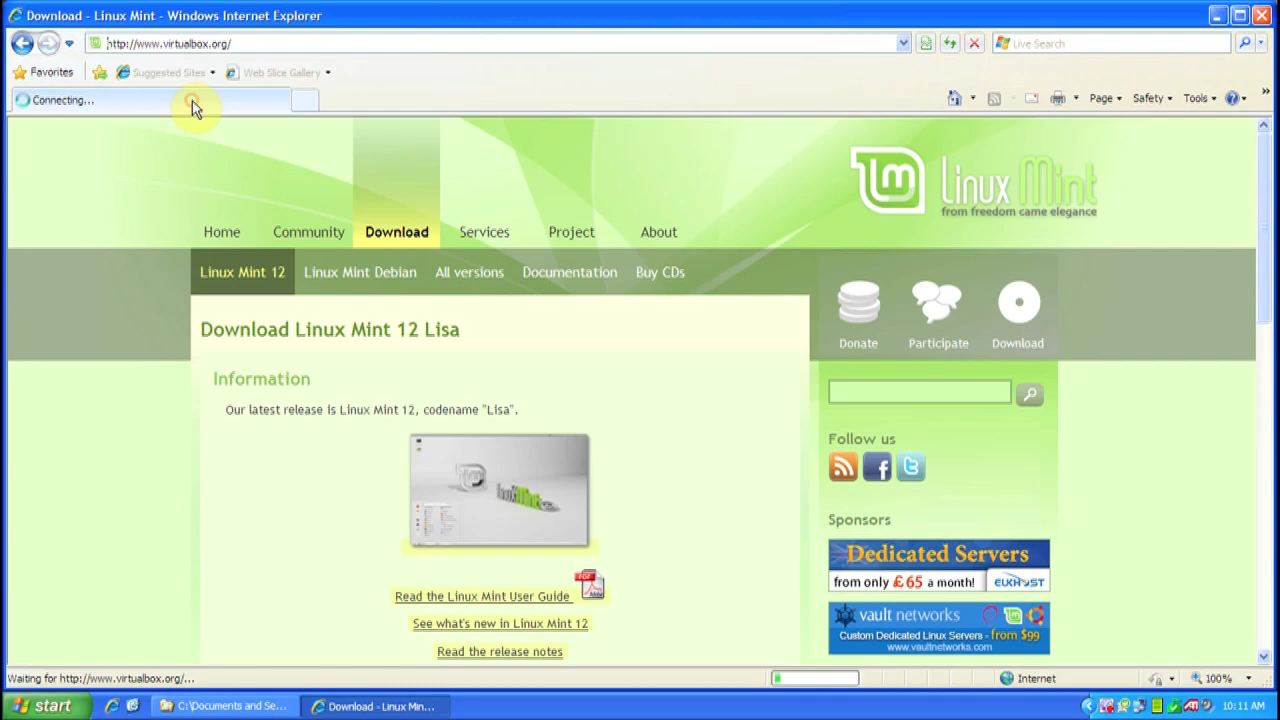 Download - Linux Mint - Windows Internet Explorer
http://www.virtualbox.org/
Live Search
Favorites
Suggested Sites
Web Slice Gallery
Connecting...
Page
Safety
Tools
Linux Mint
from freedom came elegance
Home
Community
Download
Services
Project
About
Linux Mint 12
Linux Mint Debian
All versions
Documentation
Buy CDs
Donate
Participate
Download
Download Linux Mint 12 Lisa
Information
Our latest release is Linux Mint 12, codename "Lisa".
Follow us
Sponsors
Dedicated Servers
from only £65 a month!
EUKHOST
Read the Linux Mint User Guide
See what's new in Linux Mint 12
Read the release notes
vault networks
Custom Dedicated Linux Servers - from $99
www.vaultnetworks.com
Waiting for http://www.virtualbox.org/...
Internet
100%
start
C:\Documents and Se...
Download - Linux Min...
10:11 AM